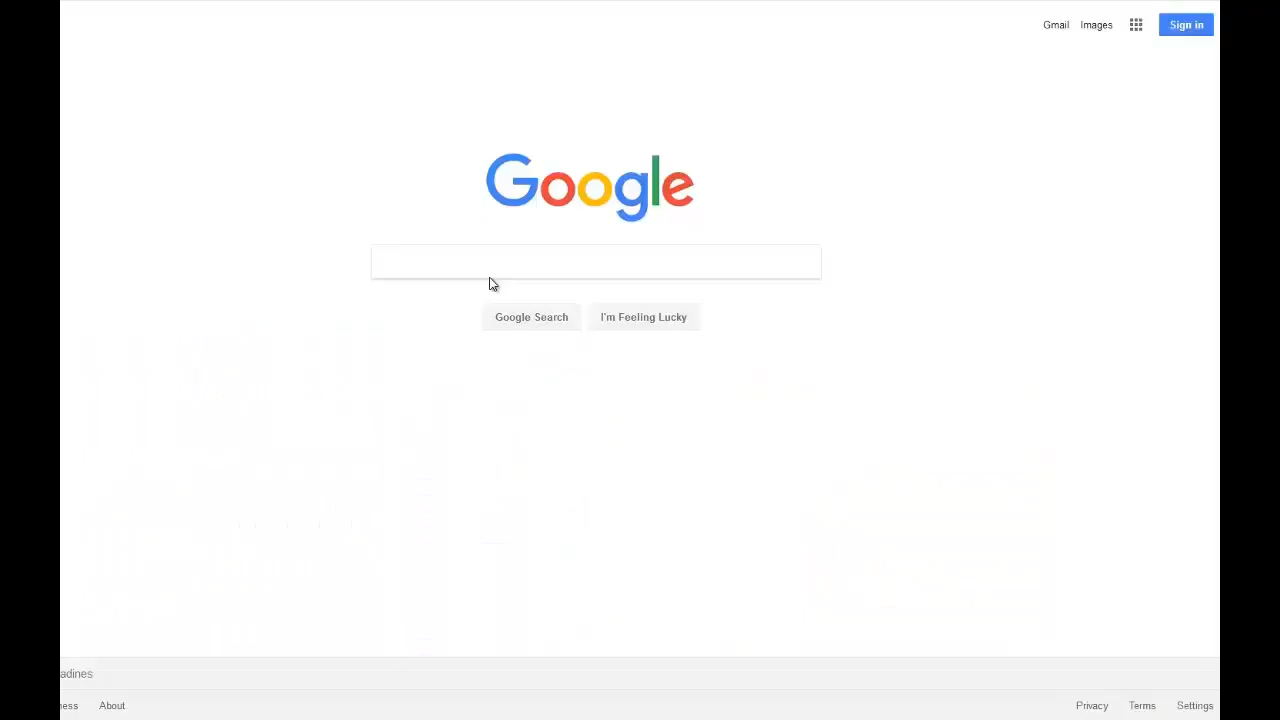 Gmail Images Sign in
Google
Google Search I'm Feeling Lucky
adines
ness About Privacy Terms Settings